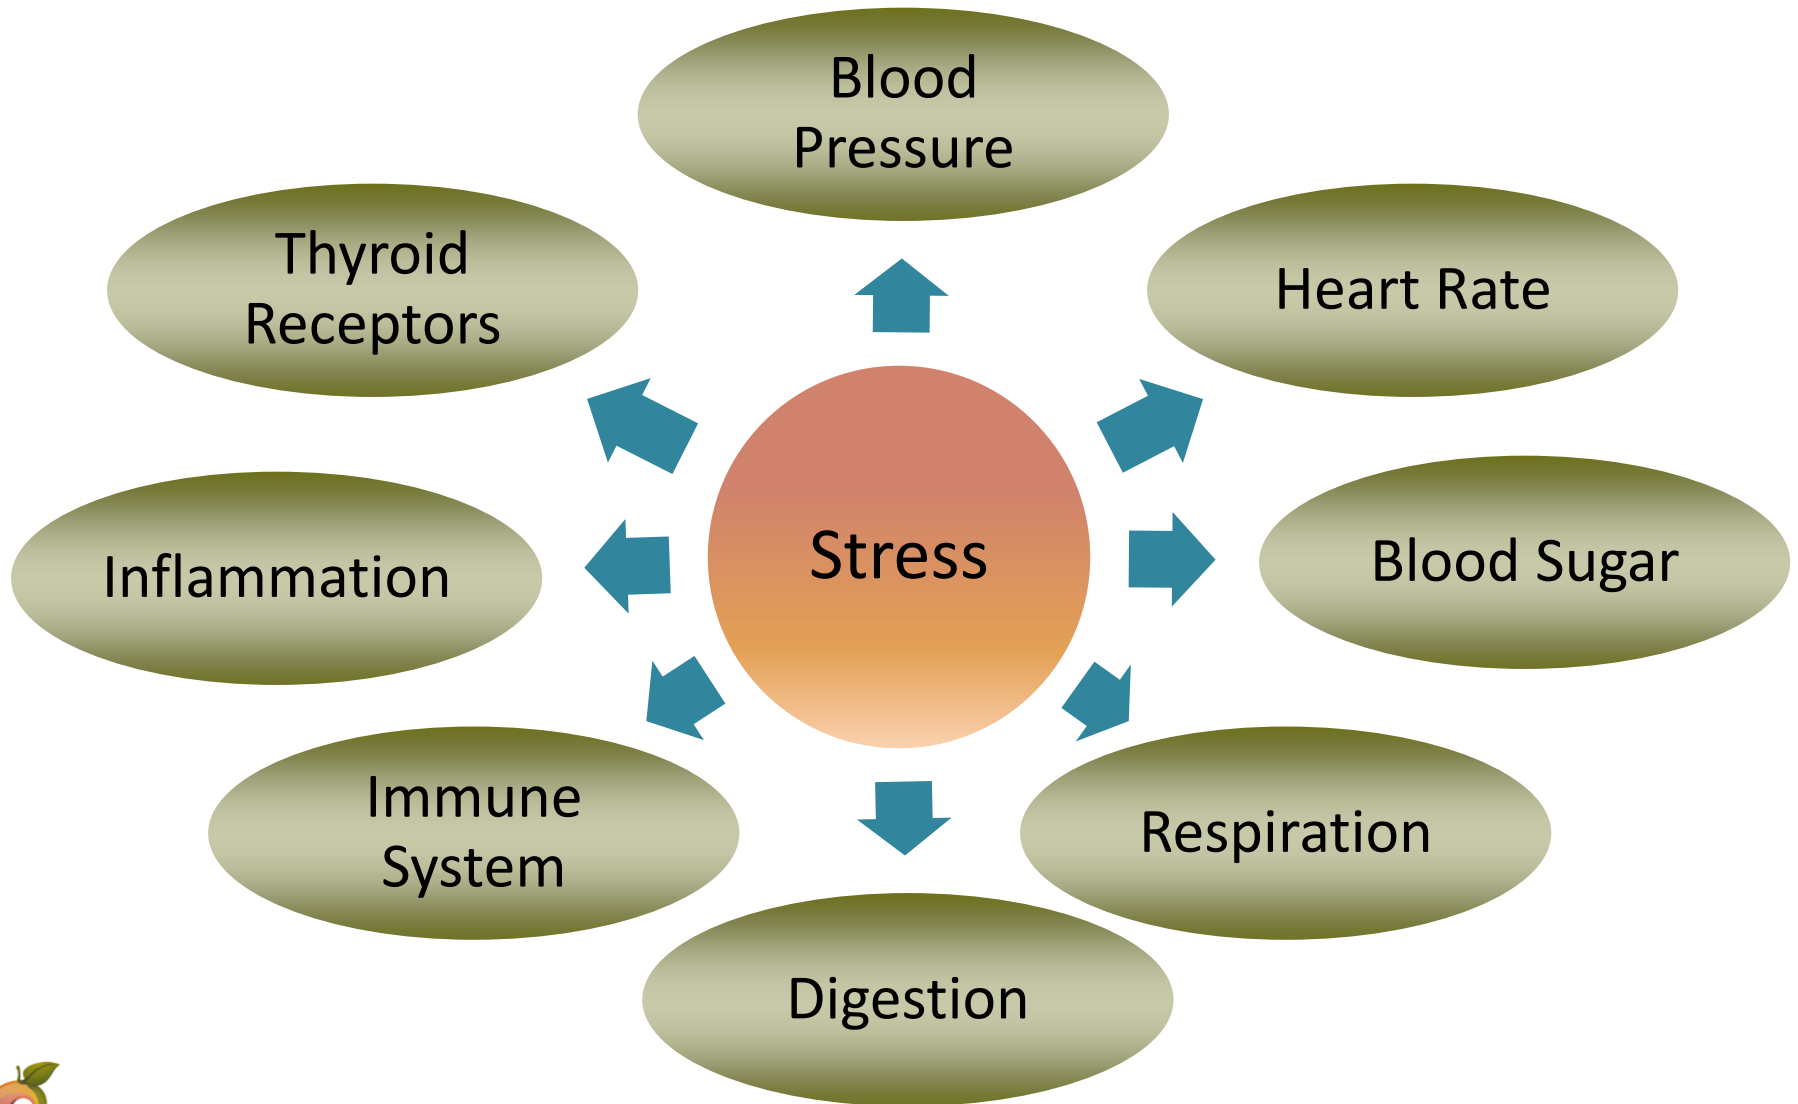 Blood
Pressure
Thyroid
Receptors
Heart Rate
Stress
Blood Sugar
Inflammation
Immune
System
Respiration
Digestion